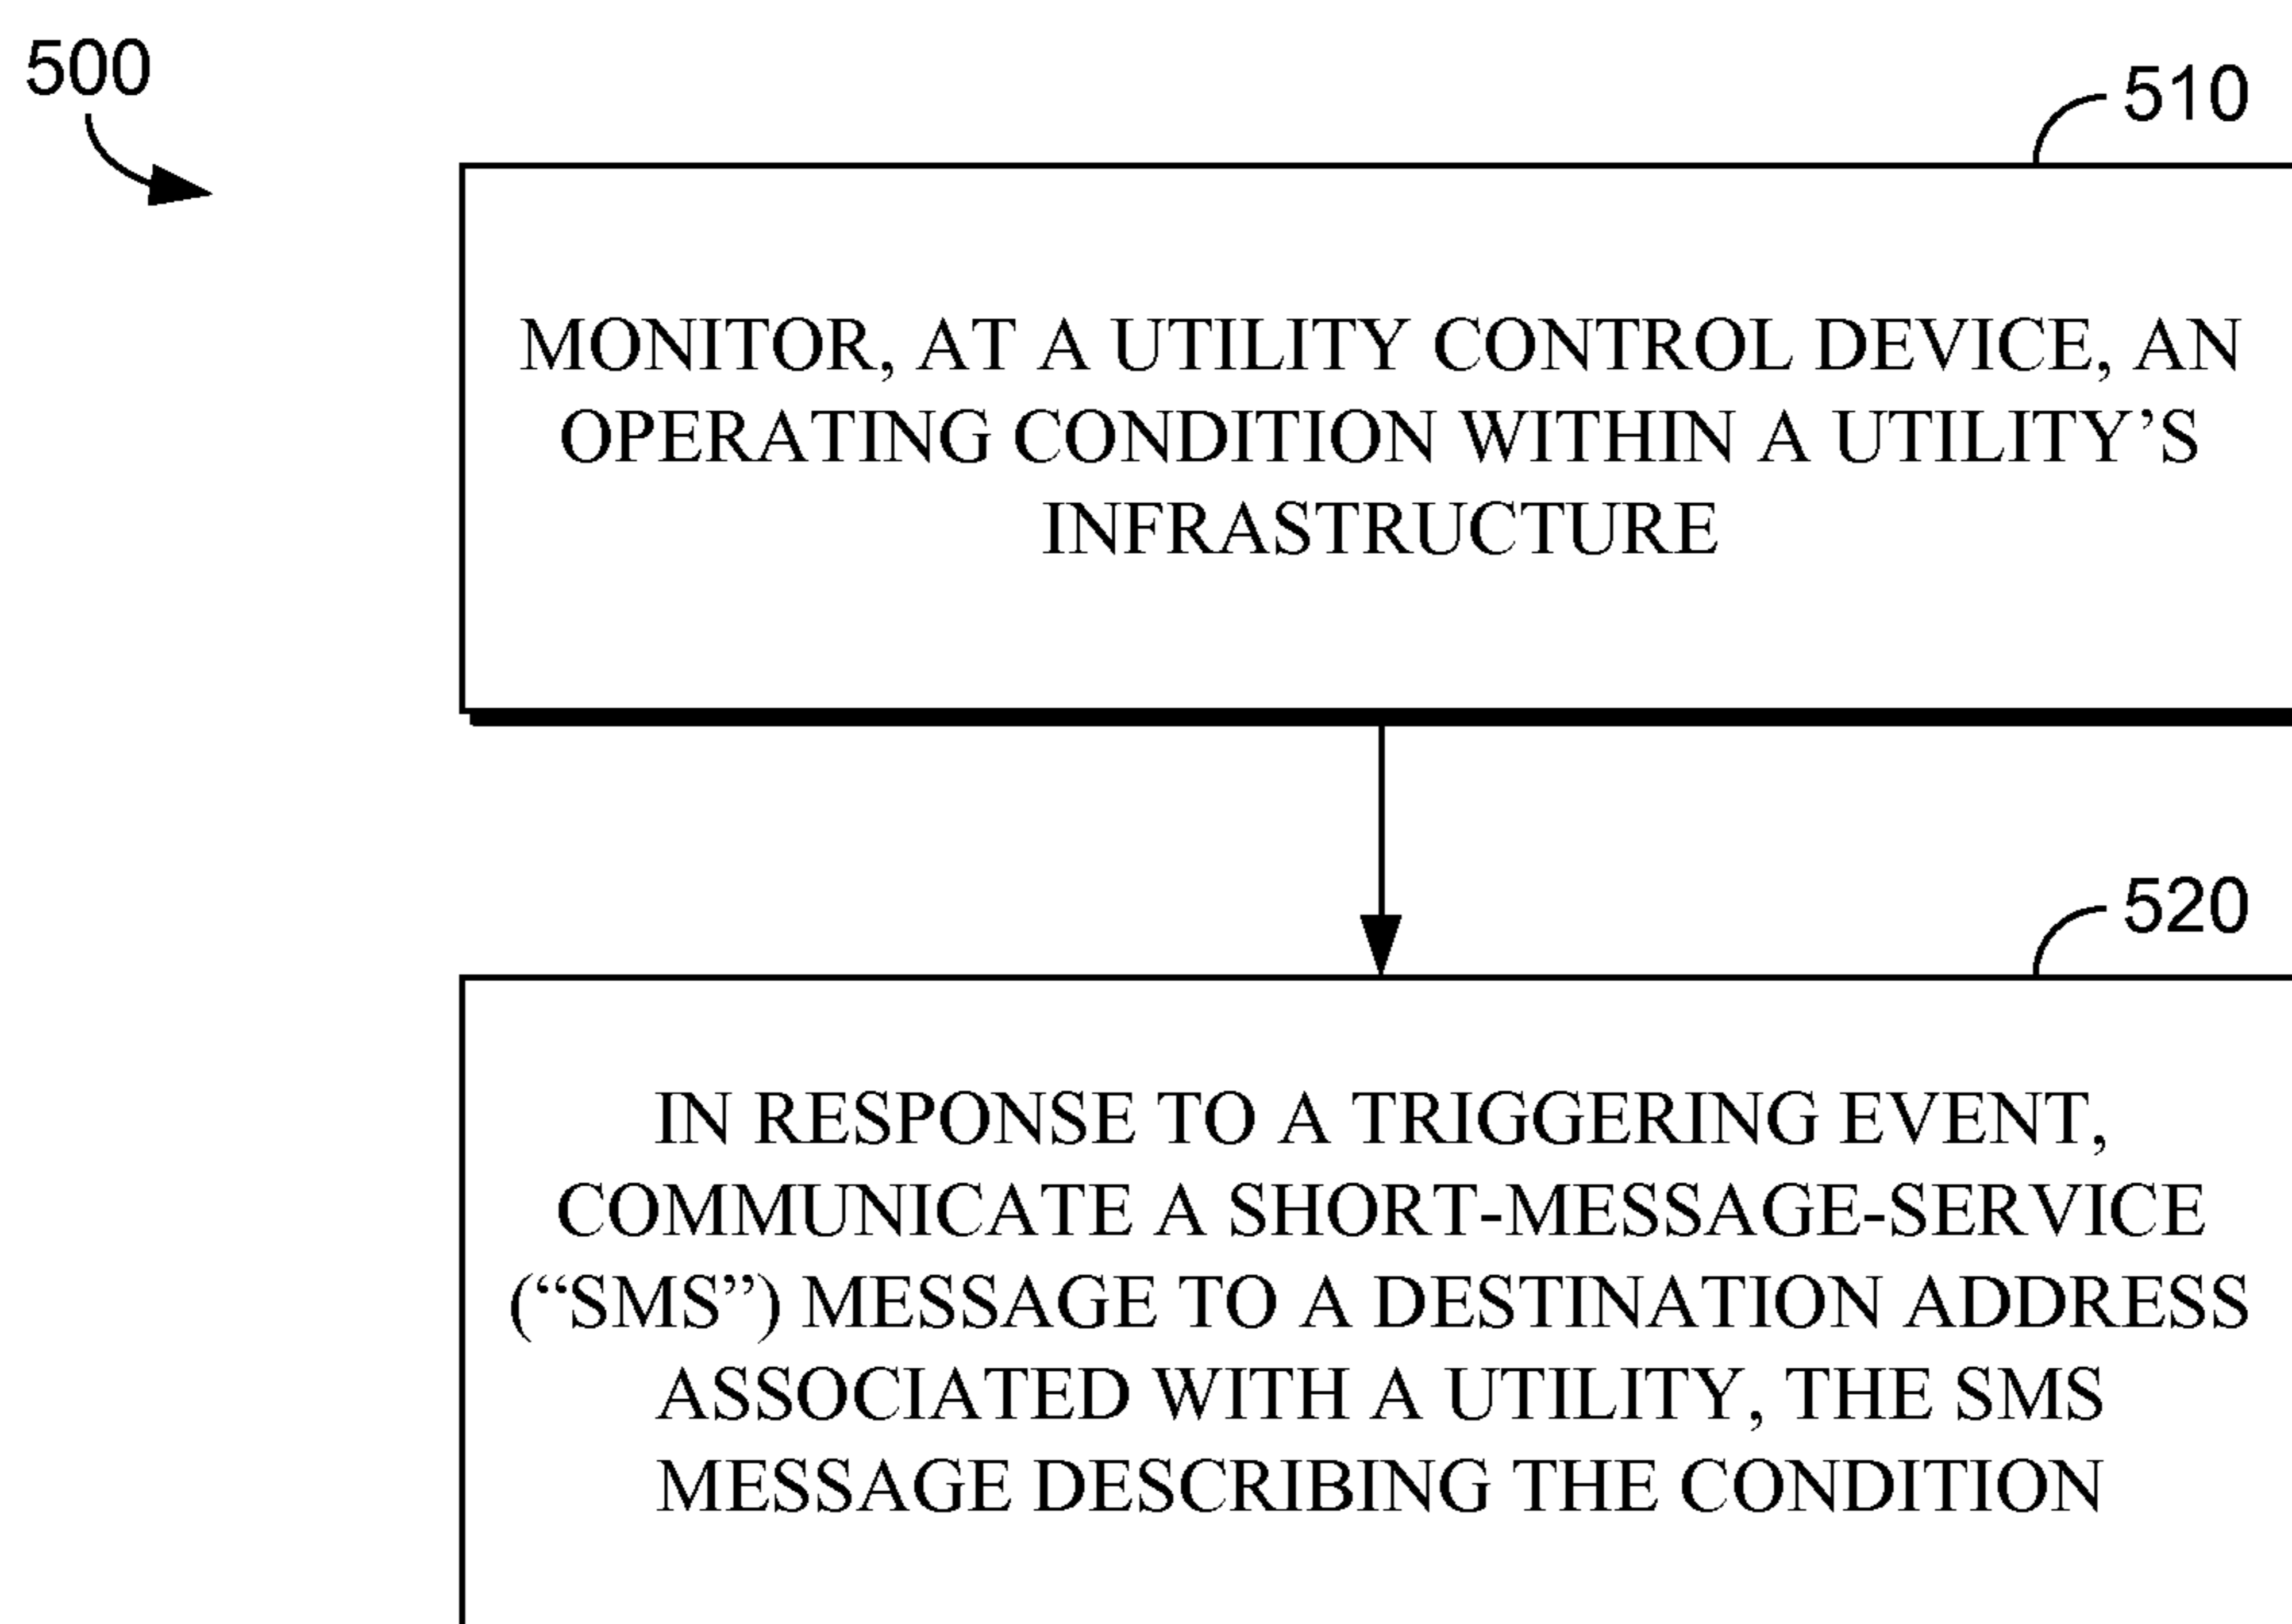 500
510
MONITOR, AT A UTILITY CONTROL DEVICE, AN
OPERATING CONDITION WITHIN A UTILITY’S
INFRASTRUCTURE
520
IN RESPONSE TO A TRIGGERING EVENT,
COMMUNICATE A SHORT-MESSAGE-SERVICE
(“SMS”) MESSAGE TO A DESTINATION ADDRESS
ASSOCIATED WITH A UTILITY, THE SMS
MESSAGE DESCRIBING THE CONDITION